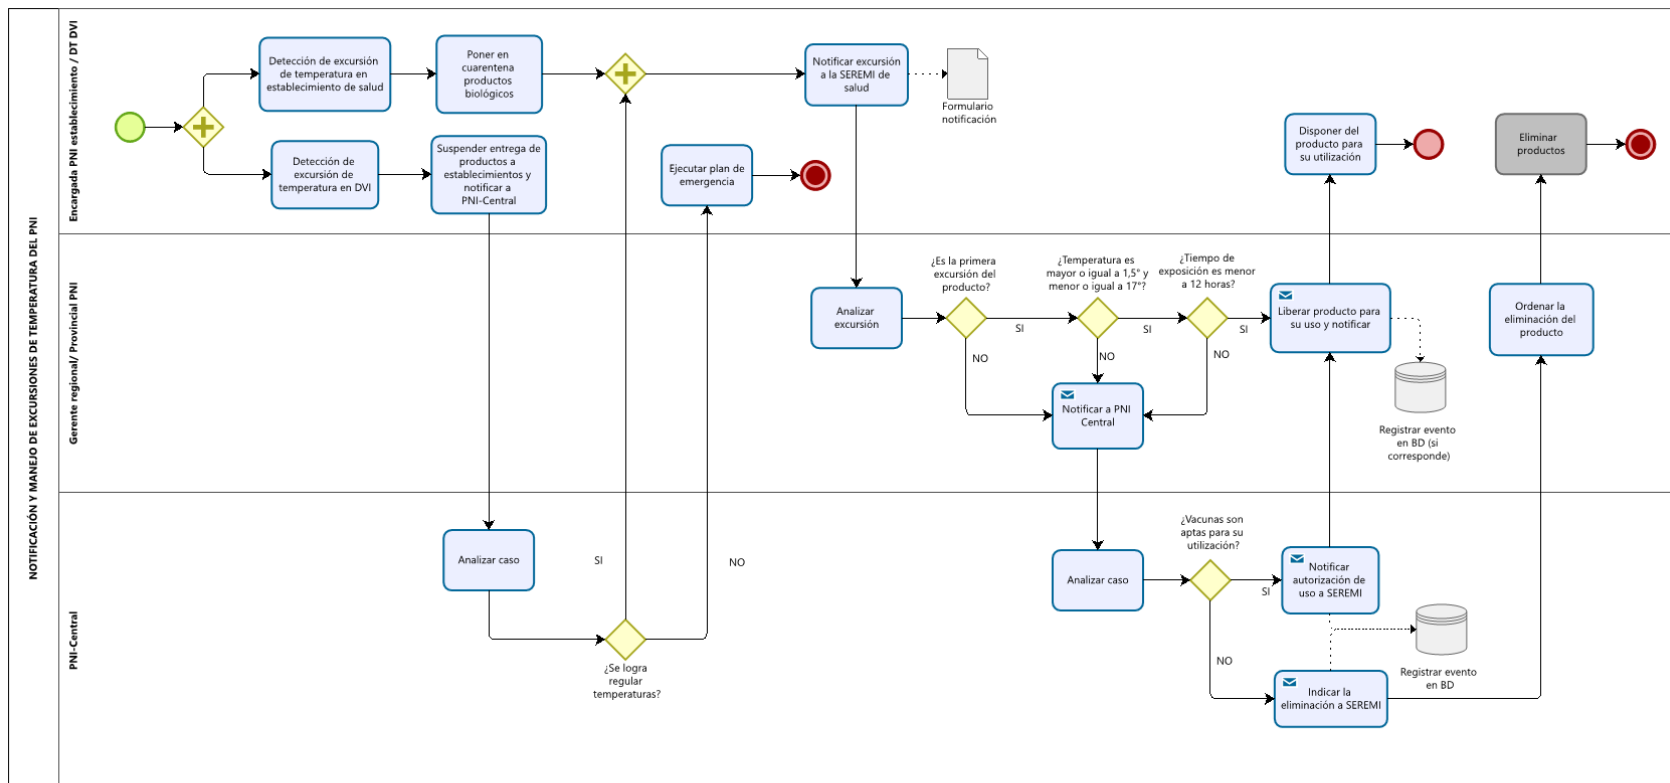 NOTIFICACIÓN Y MANEJO DE EXCURSIONES DE TEMPERATURA DEL PNI
Encargada PNI establecimiento / DT DVI
Detección de excursión
de temperatura en
establecimiento de salud
Poner en
cuarentena
productos
biológicos
Notificar excursión
a la SEREMI de
salud
Formulario
notificación
Detección de
excursión de
temperatura en DVI
Suspender entrega de
productos a
establecimientos y
notificar a
PNI-Central
Ejecutar plan de
emergencia
Disponer del
producto para
su utilización
Eliminar
productos
Gerente regional/ Provincial PNI
Analizar
excursión
¿Es la primera
excursión del
producto?
SI
NO
¿Temperatura es
mayor o igual a 1,5° y
menor o igual a 17°?
SI
NO
¿Tiempo de
exposición es menor
a 12 horas?
SI
NO
Notificar a PNI
Central
Liberar producto para
su uso y notificar
Registrar evento
en BD (si
corresponde)
Ordenar la
eliminación del
producto
PNI-Central
Analizar caso
SI
NO
¿Se logra
regular
temperaturas?
Analizar caso
¿Vacunas son
aptas para su
utilización?
SI
NO
Notificar
autorización de
uso a SEREMI
Registrar evento
en BD
Indicar la
eliminación a SEREMI